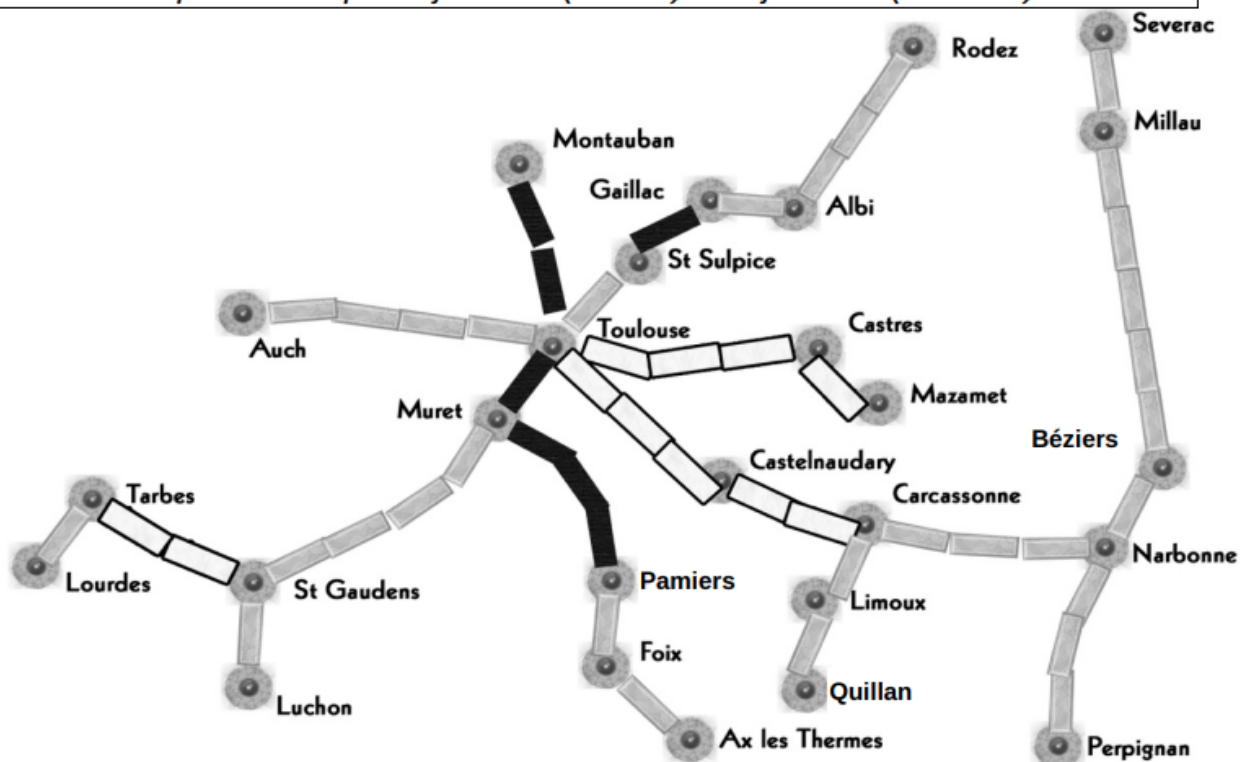 Severac
Rodez
Millau
Montauban
Gaillac
Albi
St Sulpice
Toulouse
Castres
Auch
Mazamet
Muret
Béziers
Castelnaudary
Carcassonne
Tarbes
Narbonne
Lourdes
St Gaudens
Pamiers
Limoux
Foix
Quillan
Luchon
Ax les Thermes
Perpignan